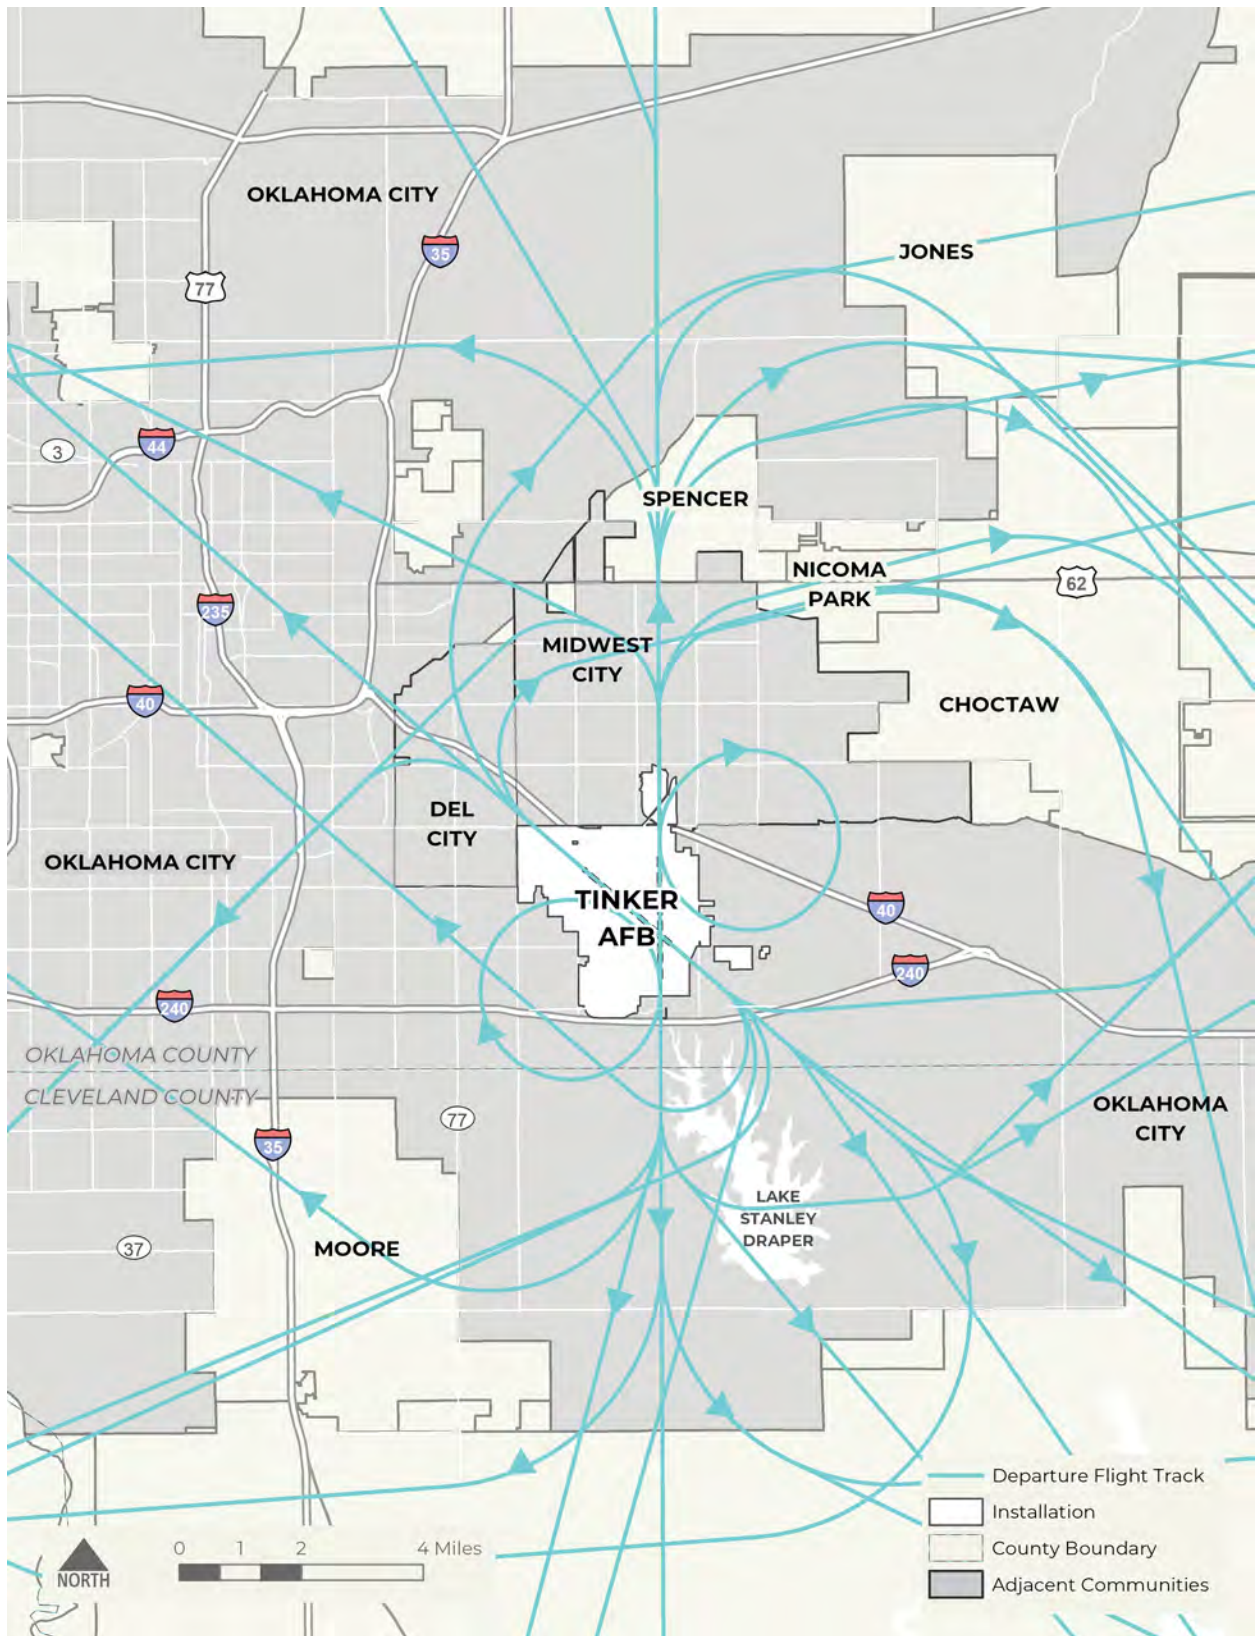 OKLAHOMA CITY
35
JONES
77
44
3
SPENCER
NICOMA
PARK
62
235
MIDWEST
CITY
40
CHOCTAW
DEL
CITY
OKLAHOMA CITY
TINKER
AFB
40
240
240
OKLAHOMA COUNTY
CLEVELAND COUNTY
77
OKLAHOMA
CITY
35
LAKE
STANLEY
DRAPER
37
MOORE
Departure Flight Track
Installation
County Boundary
Adjacent Communities
0 1 2 4 Miles
NORTH